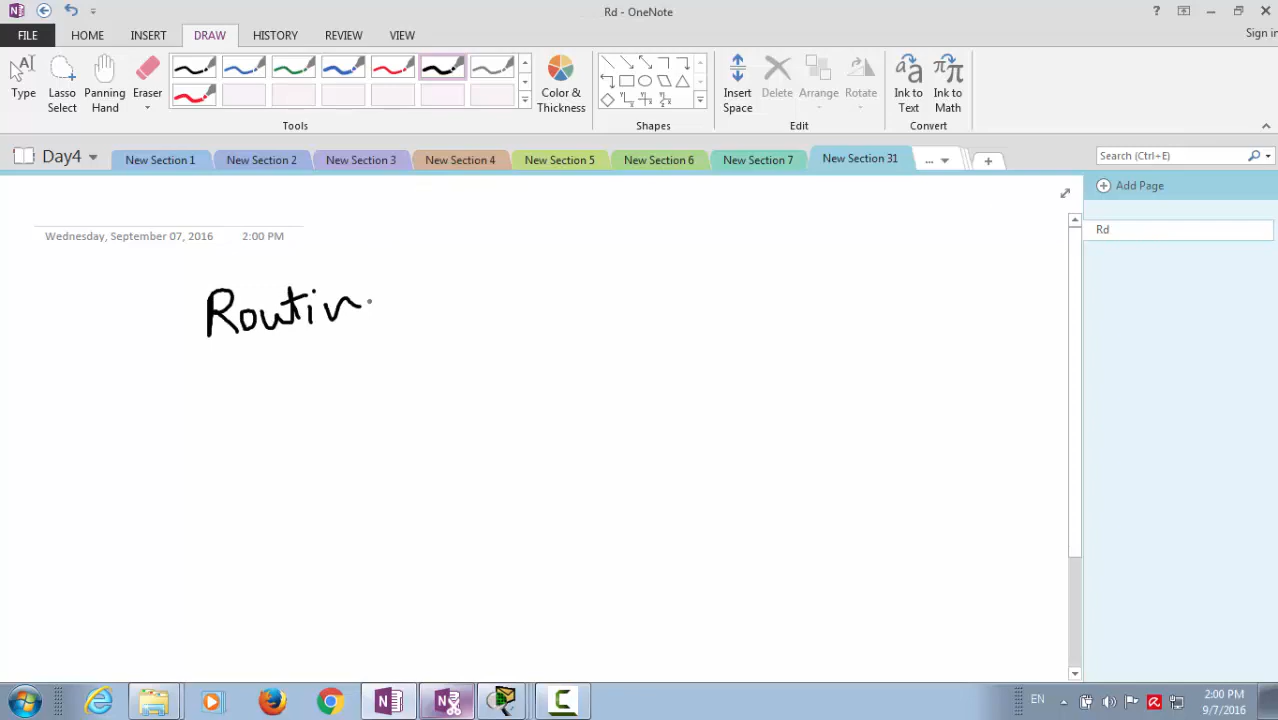 Rd - OneNote
?
Sign in
FILE HOME INSERT DRAW HISTORY REVIEW VIEW
Type
Lasso Select
Panning Hand
Eraser
Color & Thickness
Insert Space
Delete
Arrange
Rotate
Ink to Text
Ink to Math
Tools Shapes Edit Convert
Day4
New Section 1 New Section 2 New Section 3 New Section 4 New Section 5 New Section 6 New Section 7 New Section 31 ... +
Search (Ctrl+E)
Add Page
Rd
Wednesday, September 07, 2016 2:00 PM
Routin
EN
2:00 PM
9/7/2016